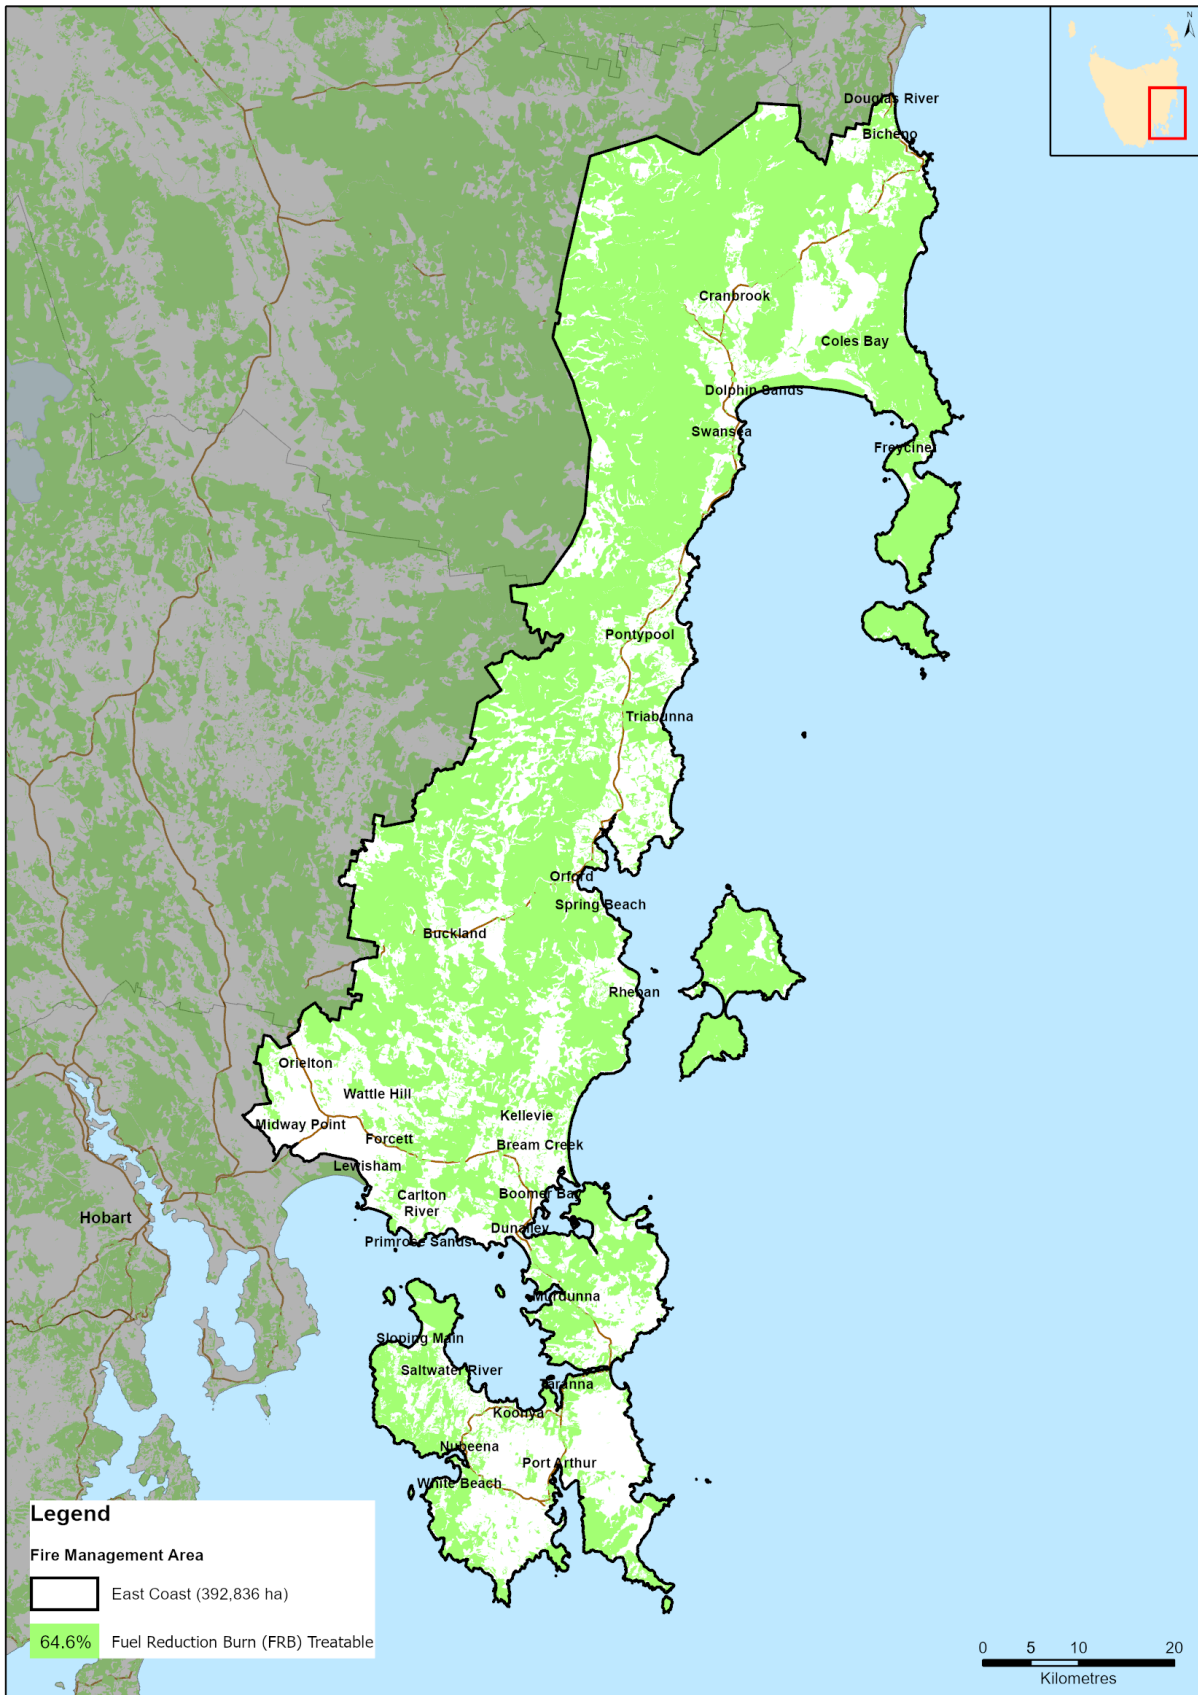 N
Douglas River
Bicheno
Cranbrook
Coles Bay
Dolphin Sands
Swansea
Freycinet
Pontypool
Triabunna
Orford
Spring Beach
Buckland
Rheban
Orielton
Wattle Hill
Midway Point
Kellevie
Forcett
Bream Creek
Lewisham
Carlton
River
Boomer Bay
Hobart
Dunalley
Primrose Sands
Murdunna
Sloping Main
Saltwater River
Taranna
Koonya
Nubeena
Port Arthur
White Beach
Legend
Fire Management Area
East Coast (392,836 ha)
64.6% Fuel Reduction Burn (FRB) Treatable
0 5 10 20
Kilometres